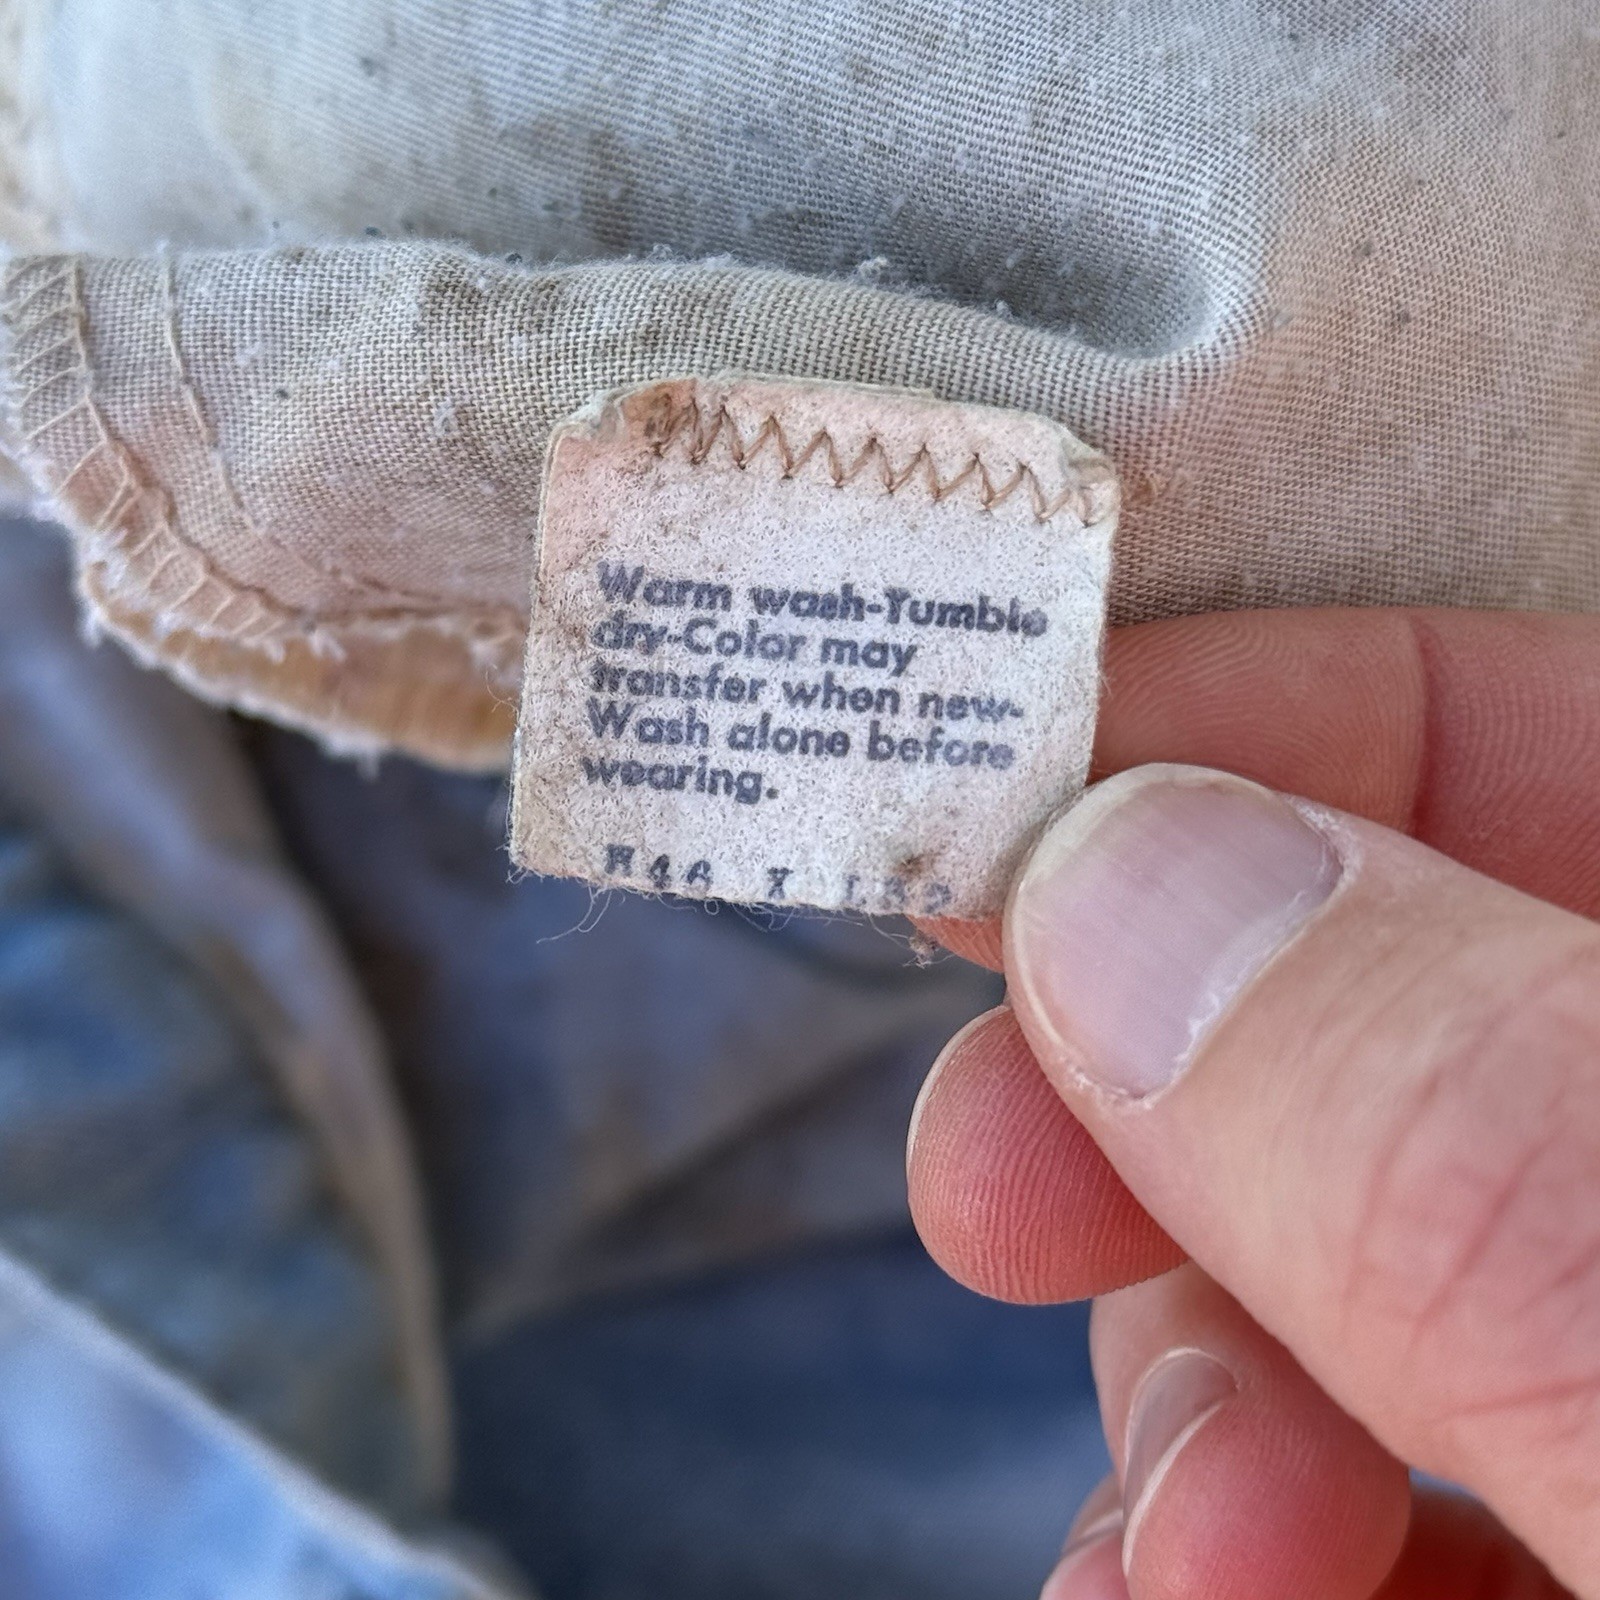 Warm wash-Tumble
dry-Color may
transfer when new-
Wash alone before
wearing.